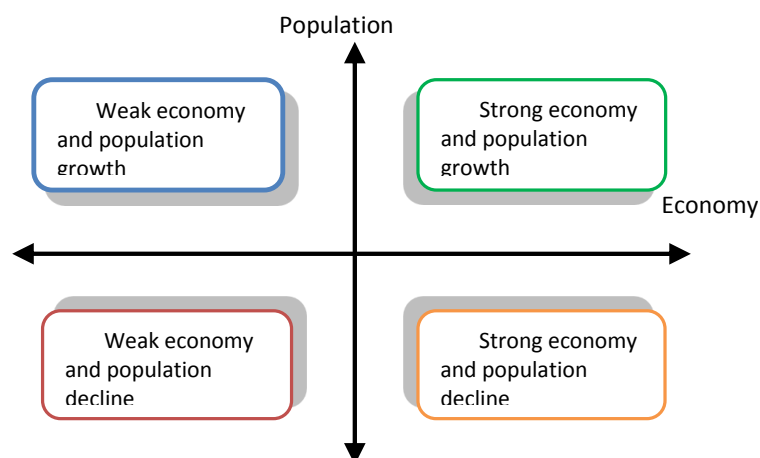 Population
Weak economy
and population
growth
Strong economy
and population
growth
Economy
Weak economy
and population
decline
Strong economy
and population
decline